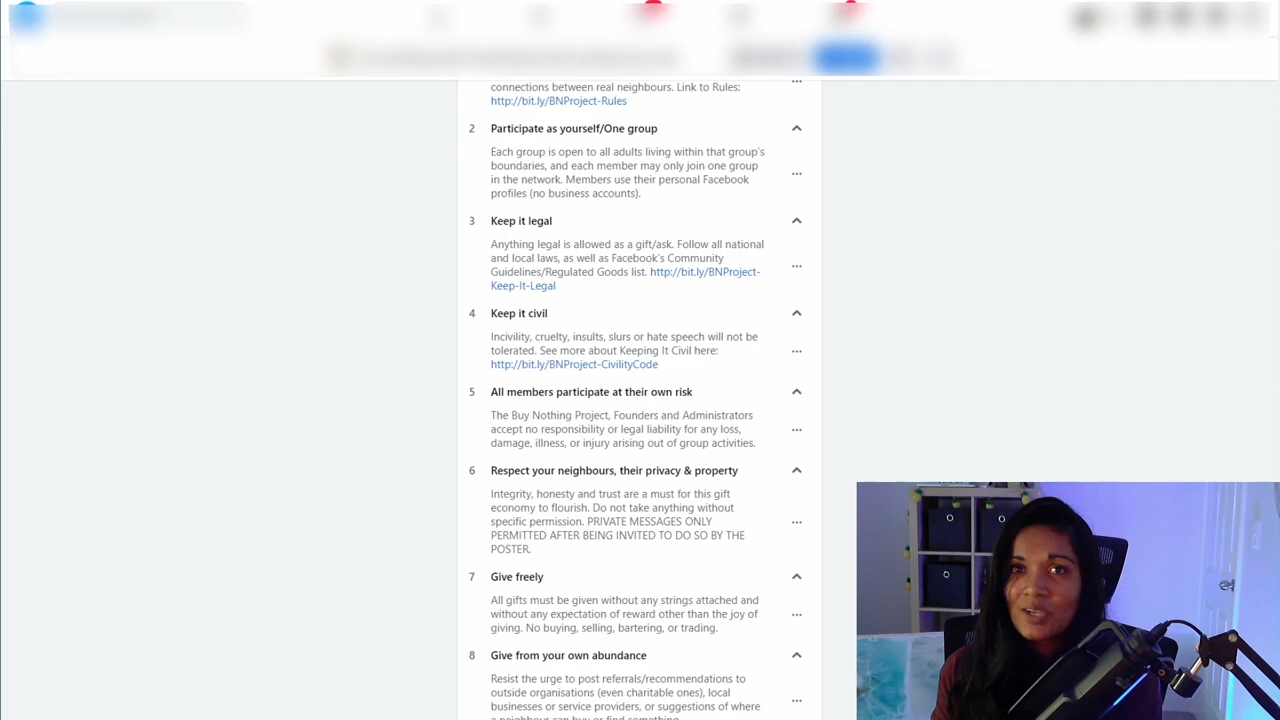 connections between real neighbours. Link to Rules:
http://bit.ly/BNProject-Rules
2 Participate as yourself/One group
Each group is open to all adults living within that group's
boundaries, and each member may only join one group
in the network. Members use their personal Facebook
profiles (no business accounts).
3 Keep it legal
Anything legal is allowed as a gift/ask. Follow all national
and local laws, as well as Facebook's Community
Guidelines/Regulated Goods list. http://bit.ly/BNProject-
Keep-It-Legal
4 Keep it civil
Incivility, cruelty, insults, slurs or hate speech will not be
tolerated. See more about Keeping It Civil here:
http://bit.ly/BNProject-CivilityCode
5 All members participate at their own risk
The Buy Nothing Project, Founders and Administrators
accept no responsibility or legal liability for any loss,
damage, illness, or injury arising out of group activities.
6 Respect your neighbours, their privacy & property
Integrity, honesty and trust are a must for this gift
economy to flourish. Do not take anything without
specific permission. PRIVATE MESSAGES ONLY
PERMITTED AFTER BEING INVITED TO DO SO BY THE
POSTER.
7 Give freely
All gifts must be given without any strings attached and
without any expectation of reward other than the joy of
giving. No buying, selling, bartering, or trading.
8 Give from your own abundance
Resist the urge to post referrals/recommendations to
outside organisations (even charitable ones), local
businesses or service providers, or suggestions of where
a neighbour can buy or find something.